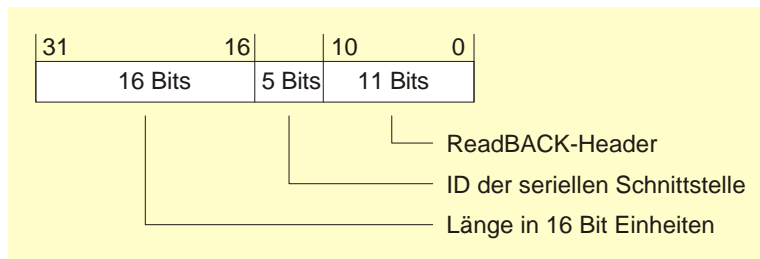 31 16 10 0
16 Bits 5 Bits 11 Bits
ReadBACK-Header
ID der seriellen Schnittstelle
Länge in 16 Bit Einheiten